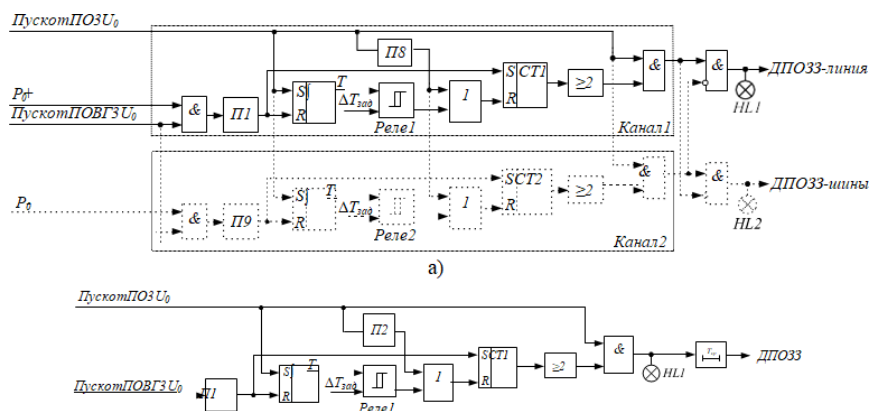 ПускотПОЗU₀
П8
P₀+
ПускотПОВГЗU₀
&
П1
S∫ T
R
ΔTзад
Реле1
1
S CT1
R
≥2
&
&
ДПОЗЗ-линия
HL1
Канал1
P₀
&
П9
S∫ T
R
ΔTзад
Реле2
1
SCT2
R
≥2
&
&
ДПОЗЗ-шины
HL2
Канал2
а)
ПускотПОЗU₀
П2
ПускотПОВГЗU₀
П1
S∫ T
R
ΔTзад
Реле1
1
SCT1
R
≥2
&
HL1
ДПОЗЗ